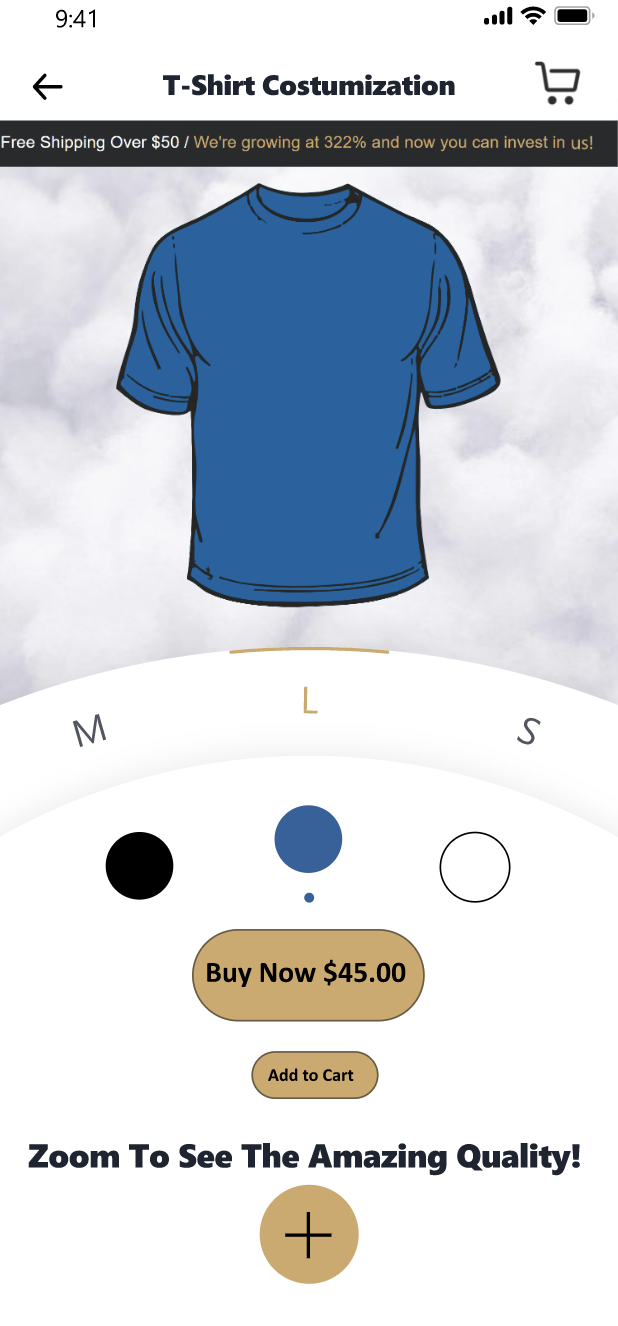 9:41
T-Shirt Costumization
Free Shipping Over $50 / We're growing at 322% and now you can invest in us!
M L S
Buy Now $45.00
Add to Cart
Zoom To See The Amazing Quality!